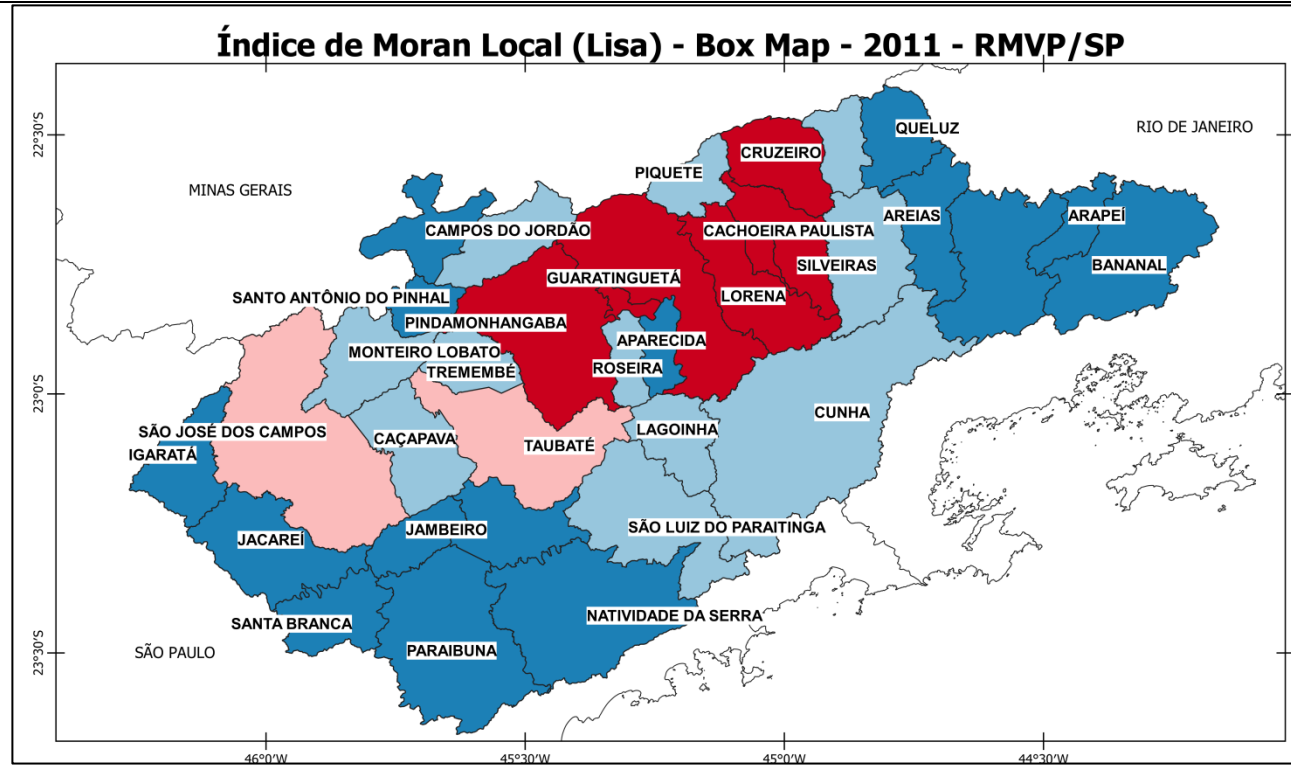 Índice de Moran Local (Lisa) - Box Map - 2011 - RMVP/SP
22°30'S
23°00'S
23°30'S
RIO DE JANEIRO
MINAS GERAIS
SÃO PAULO
QUELUZ
CRUZEIRO
PIQUETE
AREIAS
ARAPEÍ
CAMPOS DO JORDÃO
CACHOEIRA PAULISTA
BANANAL
SILVEIRAS
GUARATINGUETÁ
SANTO ANTÔNIO DO PINHAL
LORENA
PINDAMONHANGABA
APARECIDA
MONTEIRO LOBATO
ROSEIRA
TREMEMBÉ
CUNHA
LAGOINHA
SÃO JOSÉ DOS CAMPOS
CAÇAPAVA
TAUBATÉ
IGARATÁ
SÃO LUIZ DO PARAITINGA
JAMBEIRO
JACAREÍ
NATIVIDADE DA SERRA
SANTA BRANCA
PARAIBUNA
46°0'W
45°30'W
45°0'W
44°30'W